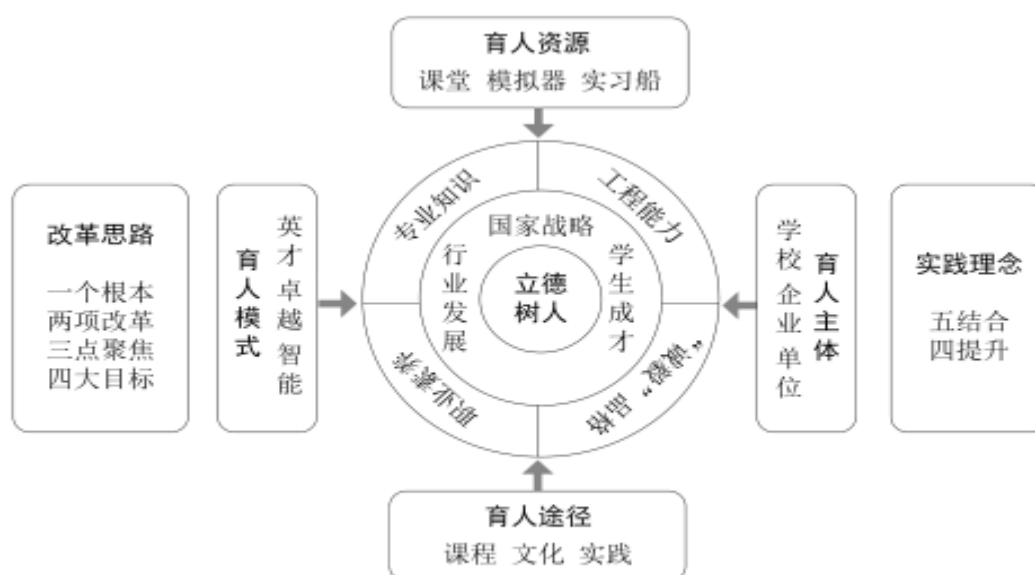 育人资源
课堂 模拟器 实习船
改革思路
一个根本
两项改革
三点聚焦
四大目标
育人模式
英才 卓越 智能
专业知识
工程能力
国家战略
行业发展
立德
树人
学生成才
职业素养
“诚毅”品格
学校 企业 单位
育人主体
实践理念
五结合
四提升
育人途径
课程 文化 实践